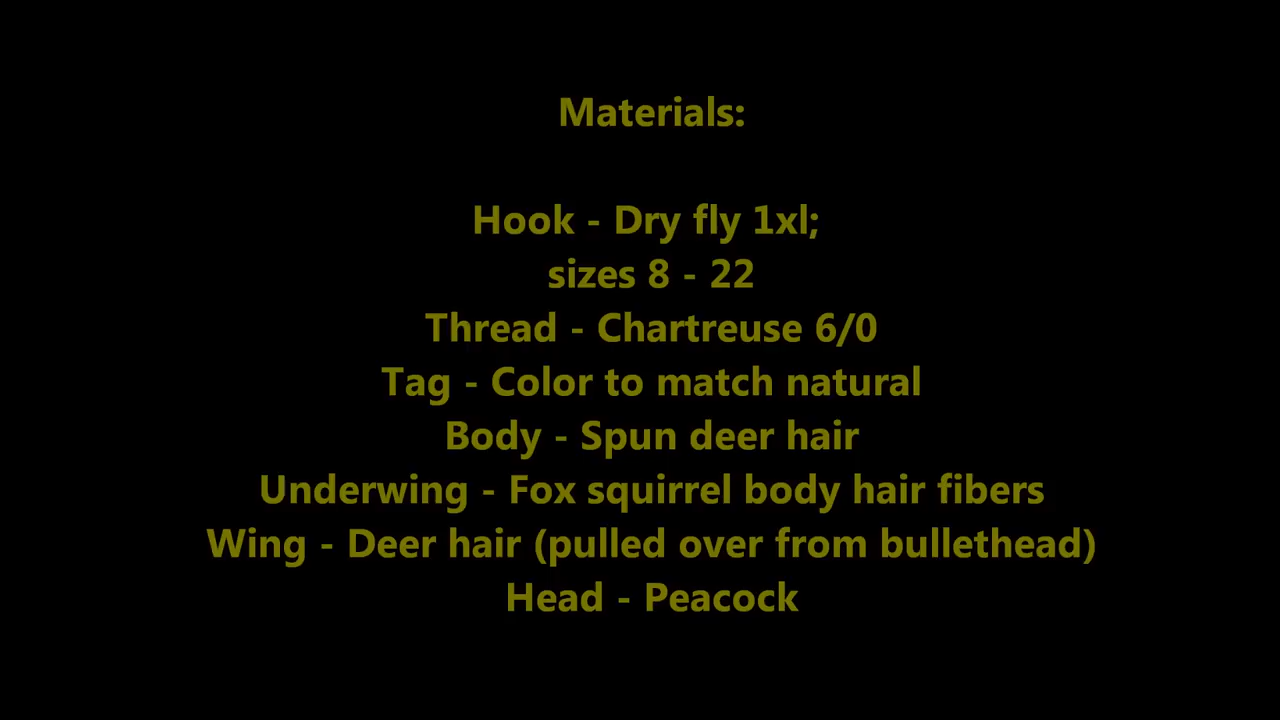 Materials:
Hook - Dry fly 1xl;
sizes 8 - 22
Thread - Chartreuse 6/0
Tag - Color to match natural
Body - Spun deer hair
Underwing - Fox squirrel body hair fibers
Wing - Deer hair (pulled over from bullethead)
Head - Peacock